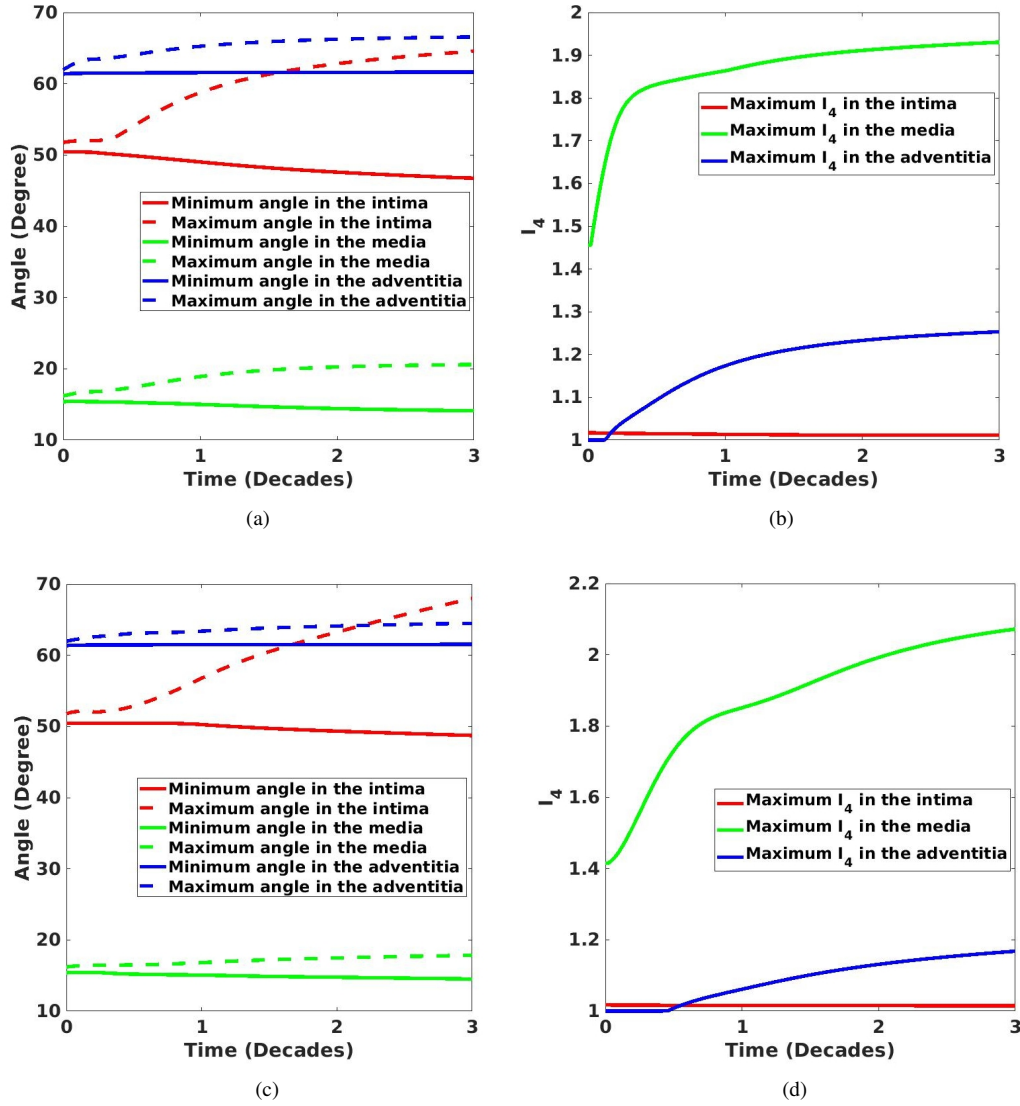 70
60
50
40
30
20
10
Angle (Degree)
Minimum angle in the intima
Maximum angle in the intima
Minimum angle in the media
Maximum angle in the media
Minimum angle in the adventitia
Maximum angle in the adventitia
0
1
2
3
Time (Decades)
(a)
2
1.9
1.8
1.7
1.6
1.5
1.4
1.3
1.2
1.1
1
I4
Maximum I4 in the intima
Maximum I4 in the media
Maximum I4 in the adventitia
0
1
2
3
Time (Decades)
(b)
70
60
50
40
30
20
10
Angle (Degree)
Minimum angle in the intima
Maximum angle in the intima
Minimum angle in the media
Maximum angle in the media
Minimum angle in the adventitia
Maximum angle in the adventitia
0
1
2
3
Time (Decades)
(c)
2.2
2
1.8
1.6
1.4
1.2
1
I4
Maximum I4 in the intima
Maximum I4 in the media
Maximum I4 in the adventitia
0
1
2
3
Time (Decades)
(d)